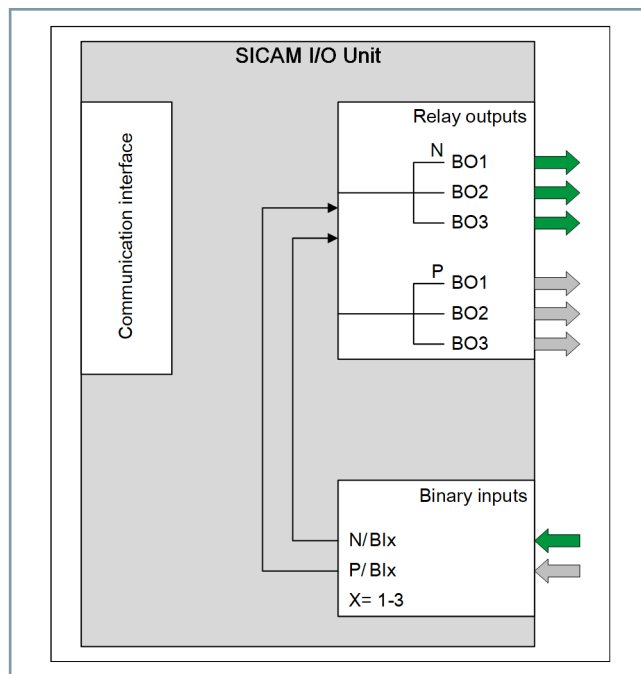 SICAM I/O Unit
Communication interface
Relay outputs
N
BO1
BO2
BO3
P
BO1
BO2
BO3
Binary inputs
N/BIx
P/BIx
X= 1-3